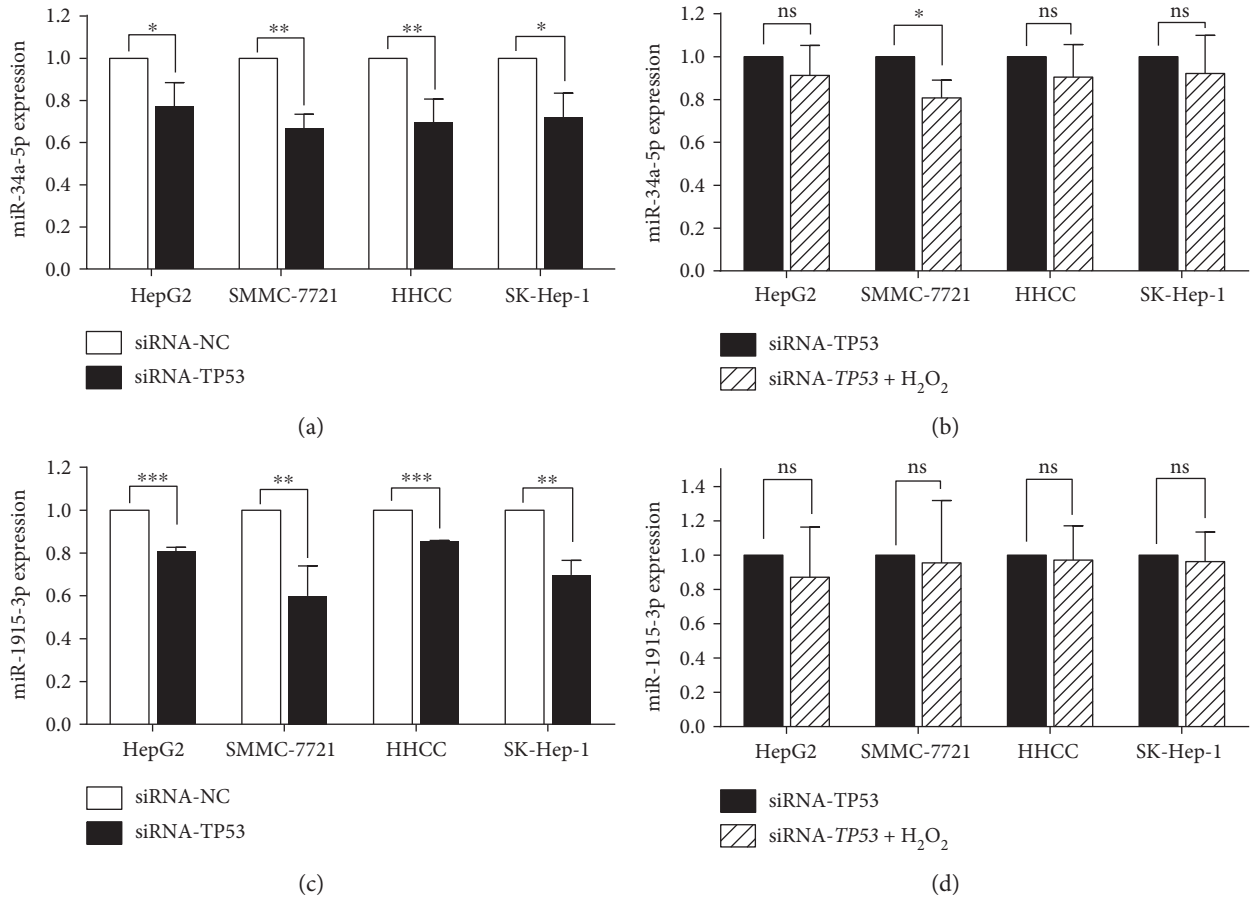 miR-34a-5p expression
1.2
1.0
0.8
0.6
0.4
0.2
0.0
* ** ** *
HepG2 SMMC-7721 HHCC SK-Hep-1
siRNA-NC
siRNA-TP53
(a)
miR-34a-5p expression
1.2
1.0
0.8
0.6
0.4
0.2
0.0
ns * ns ns
HepG2 SMMC-7721 HHCC SK-Hep-1
siRNA-TP53
siRNA-TP53 + H₂O₂
(b)
miR-1915-3p expression
1.2
1.0
0.8
0.6
0.4
0.2
0.0
*** ** *** **
HepG2 SMMC-7721 HHCC SK-Hep-1
siRNA-NC
siRNA-TP53
(c)
miR-1915-3p expression
1.4
1.2
1.0
0.8
0.6
0.4
0.2
0.0
ns ns ns ns
HepG2 SMMC-7721 HHCC SK-Hep-1
siRNA-TP53
siRNA-TP53 + H₂O₂
(d)